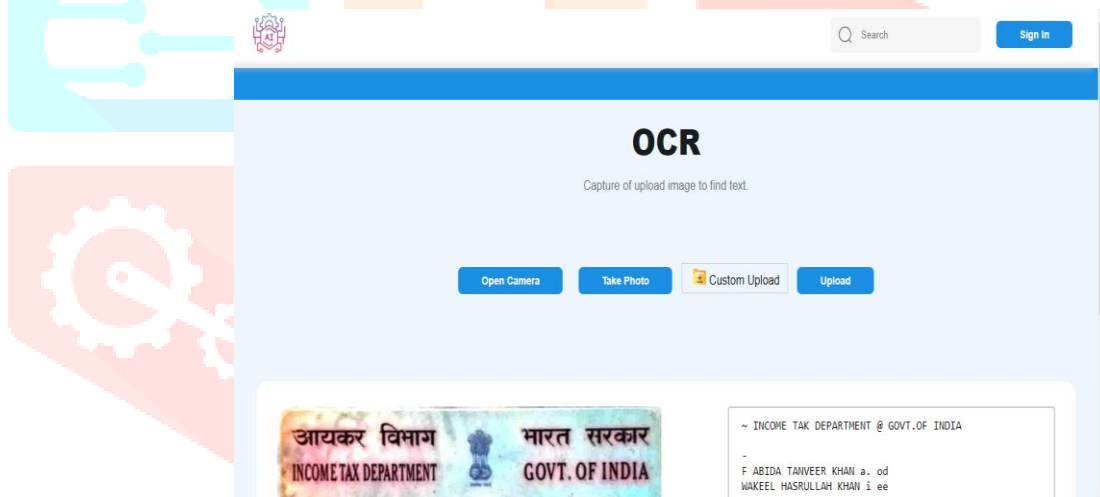 AI
Search
Sign In
OCR
Capture of upload image to find text.
Open Camera
Take Photo
Custom Upload
Upload
आयकर विभाग
INCOME TAX DEPARTMENT
भारत सरकार
GOVT. OF INDIA
~ INCOME TAK DEPARTMENT @ GOVT.OF INDIA
-
F ABIDA TANVEER KHAN a. od
WAKEEL HASRULLAH KHAN i ee